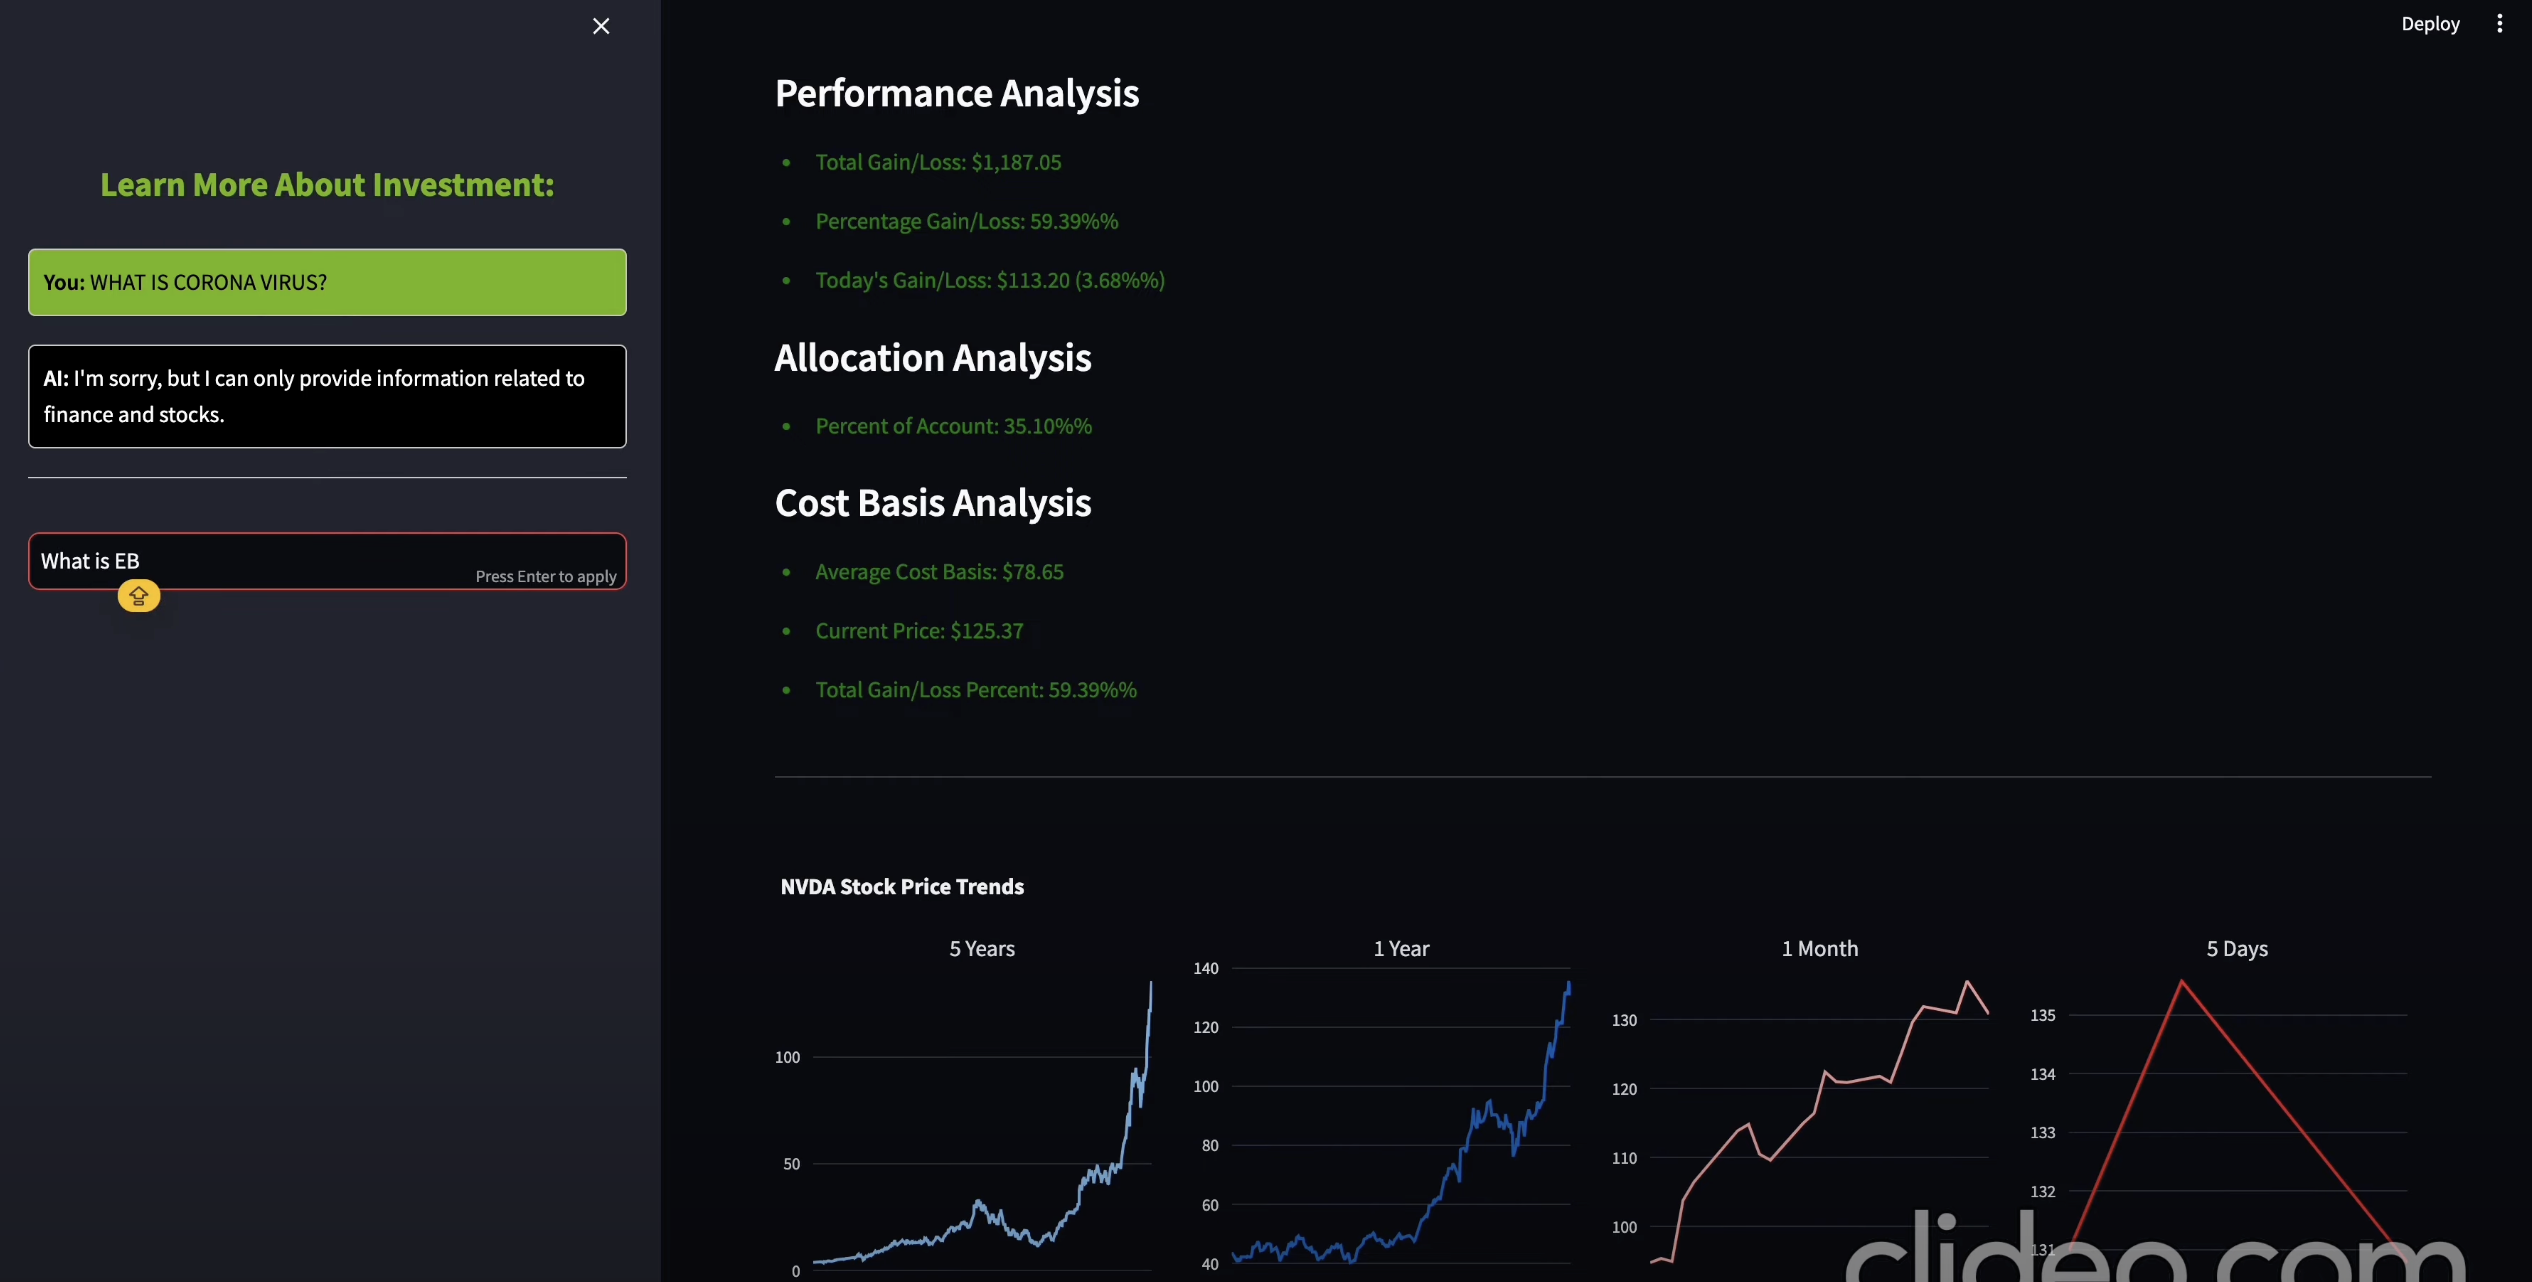 Deploy
Learn More About Investment:
You: WHAT IS CORONA VIRUS?
AI: I'm sorry, but I can only provide information related to
finance and stocks.
What is EB
Press Enter to apply
Performance Analysis
Total Gain/Loss: $1,187.05
Percentage Gain/Loss: 59.39%%
Today's Gain/Loss: $113.20 (3.68%%)
Allocation Analysis
Percent of Account: 35.10%%
Cost Basis Analysis
Average Cost Basis: $78.65
Current Price: $125.37
Total Gain/Loss Percent: 59.39%%
NVDA Stock Price Trends
5 Years
100
50
0
1 Year
140
120
100
80
60
40
1 Month
130
120
110
100
5 Days
135
134
133
132
131
clideo.com